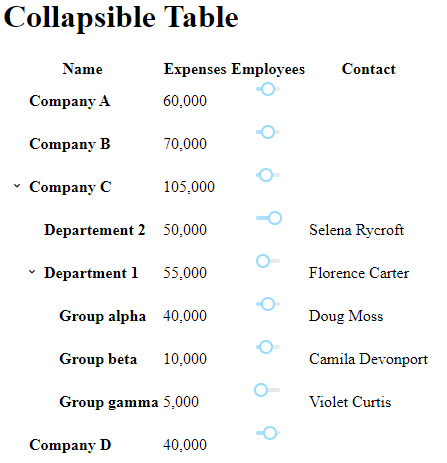 Collapsible Table
Name Expenses Employees Contact
Company A 60,000
Company B 70,000
Company C 105,000
Departement 2 50,000 Selena Rycroft
Department 1 55,000 Florence Carter
Group alpha 40,000 Doug Moss
Group beta 10,000 Camila Devonport
Group gamma 5,000 Violet Curtis
Company D 40,000